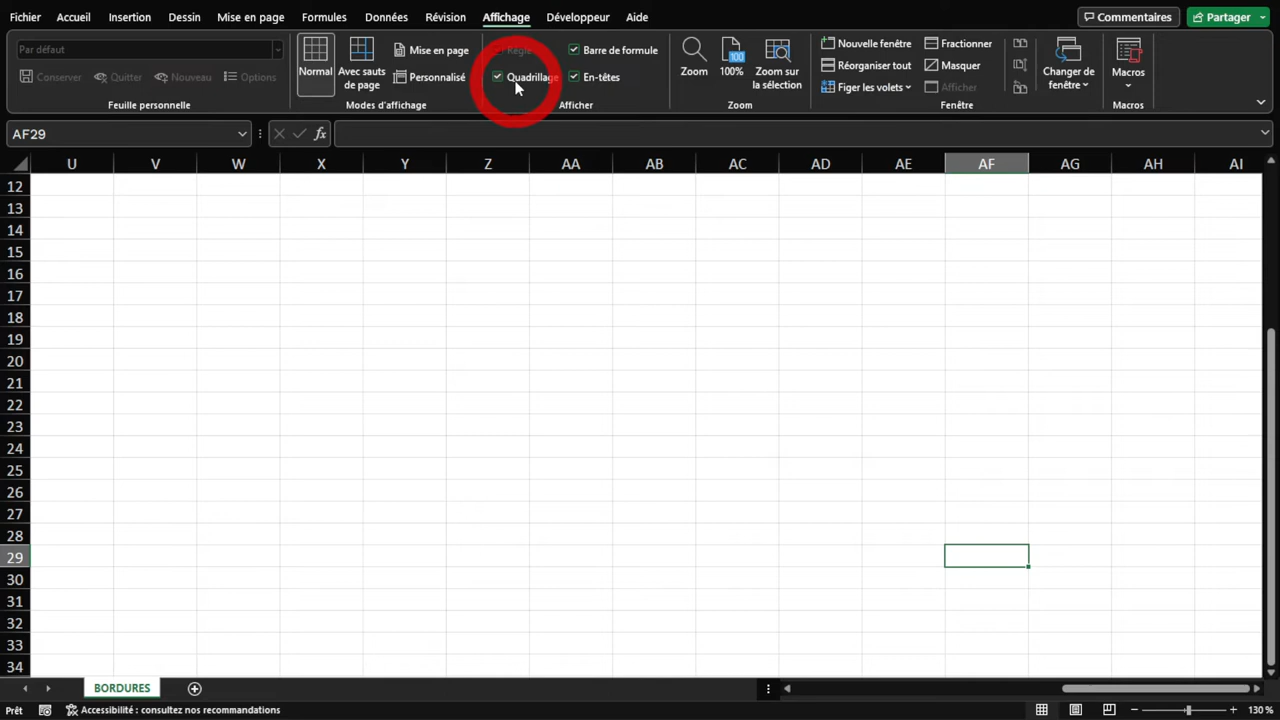 Fichier Accueil Insertion Dessin Mise en page Formules Données Révision Affichage Développeur Aide Commentaires Partager
Par défaut
Conserver Quitter Nouveau Options
Feuille personnelle
Normal
Avec sauts
de page
Mise en page
Personnalisé
Modes d'affichage
Règle
Barre de formule
Quadrillage
En-têtes
Afficher
Zoom
100
100%
Zoom sur
la sélection
Zoom
Nouvelle fenêtre
Réorganiser tout
Figer les volets
Fractionner
Masquer
Afficher
Fenêtre
Changer de
fenêtre
Macros
Macros
AF29
fx
U V W X Y Z AA AB AC AD AE AF AG AH AI
12
13
14
15
16
17
18
19
20
21
22
23
24
25
26
27
28
29
30
31
32
33
34
BORDURES
Prêt
Accessibilité : consultez nos recommandations
130 %